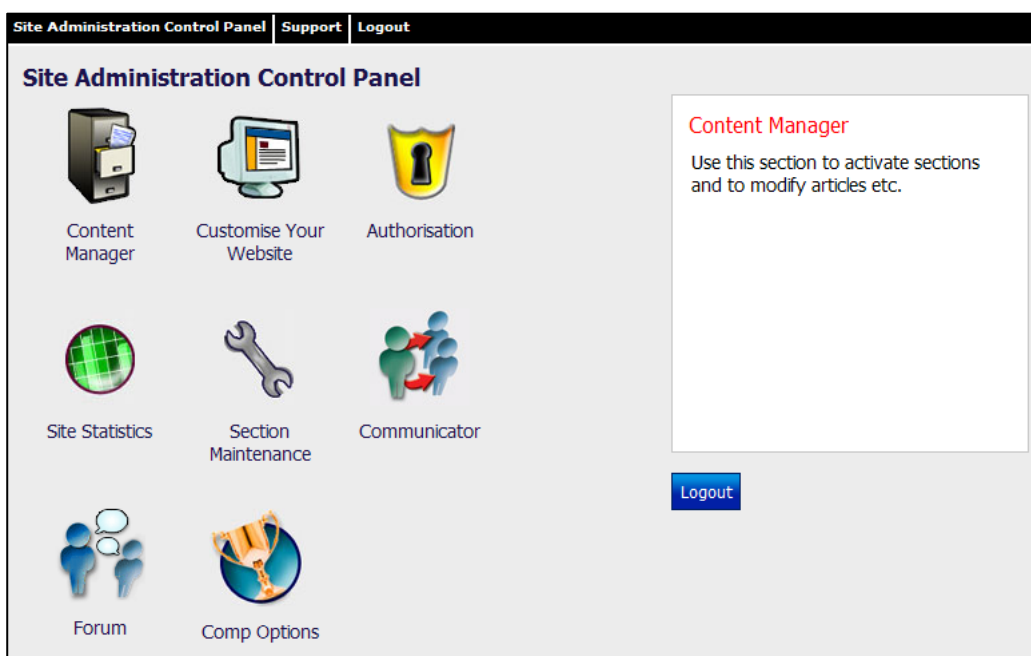 Site Administration Control Panel Support Logout
Site Administration Control Panel
Content Manager
Use this section to activate sections
and to modify articles etc.
Content
Manager
Customise Your
Website
Authorisation
Site Statistics
Section
Maintenance
Communicator
Logout
Forum
Comp Options